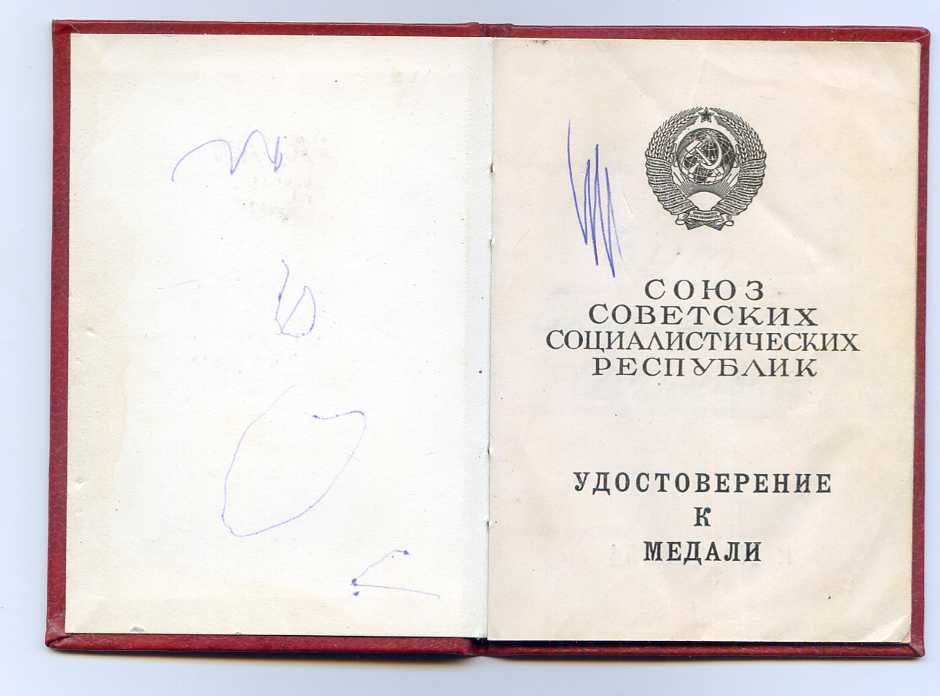 СОЮЗ
СОВЕТСКИХ
СОЦИАЛИСТИЧЕСКИХ
РЕСПУБЛИК
УДОСТОВЕРЕНИЕ
К
МЕДАЛИ